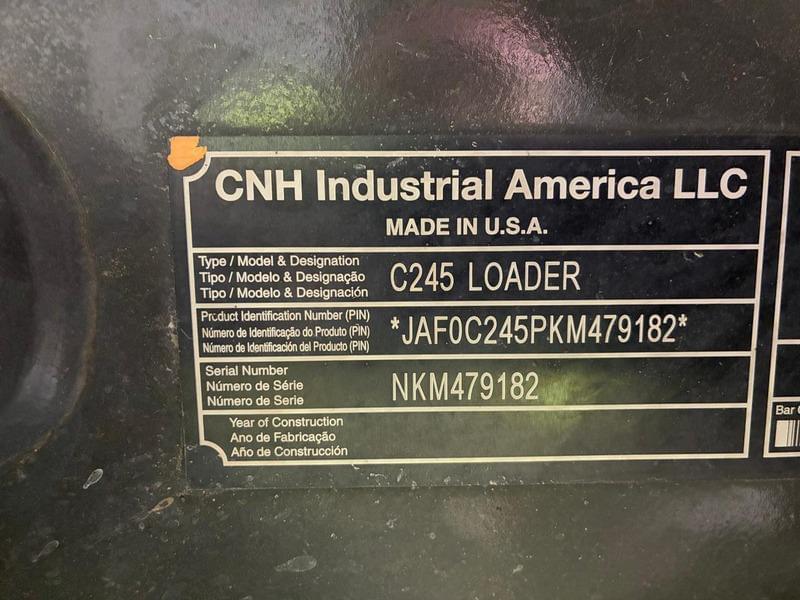 CNH Industrial America LLC
MADE IN U.S.A.
Type / Model & Designation
Tipo / Modelo & Designação
Tipo / Modelo & Designación
C245 LOADER
Product Identification Number (PIN)
Número de Identificação do Produto (PIN)
Número de Identificación del Producto (PIN)
*JAF0C245PKM479182*
Serial Number
Número de Série
Número de Serie
NKM479182
Year of Construction
Ano de Fabricação
Año de Construcción
Bar